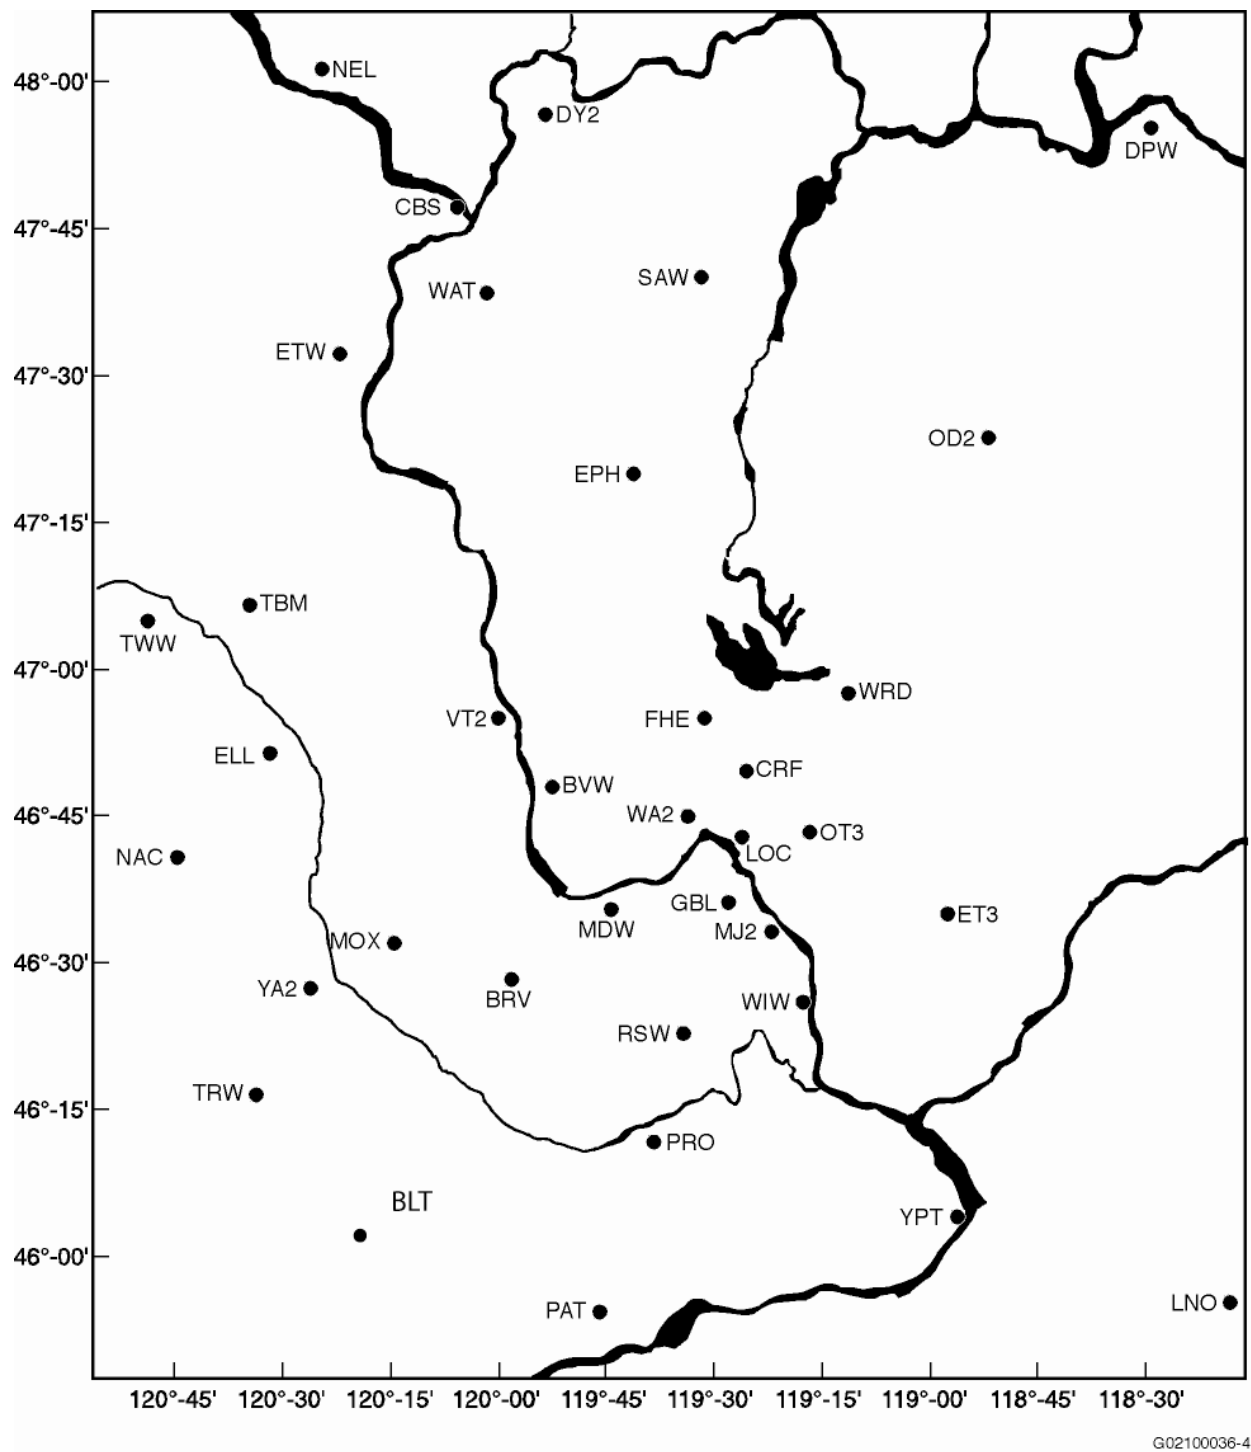 NEL
48°-00'
DY2
DPW
CBS
47°-45'
SAW
WAT
ETW
47°-30'
OD2
EPH
47°-15'
TBM
TWW
47°-00'
WRD
VT2
FHE
ELL
CRF
BVW
46°-45'
WA2
OT3
LOC
NAC
GBL
ET3
MDW
MJ2
MOX
46°-30'
YA2
BRV
WIW
RSW
TRW
46°-15'
PRO
BLT
YPT
46°-00'
LNO
PAT
120°-45' 120°-30' 120°-15' 120°-00' 119°-45' 119°-30' 119°-15' 119°-00' 118°-45' 118°-30'
G02100036-4